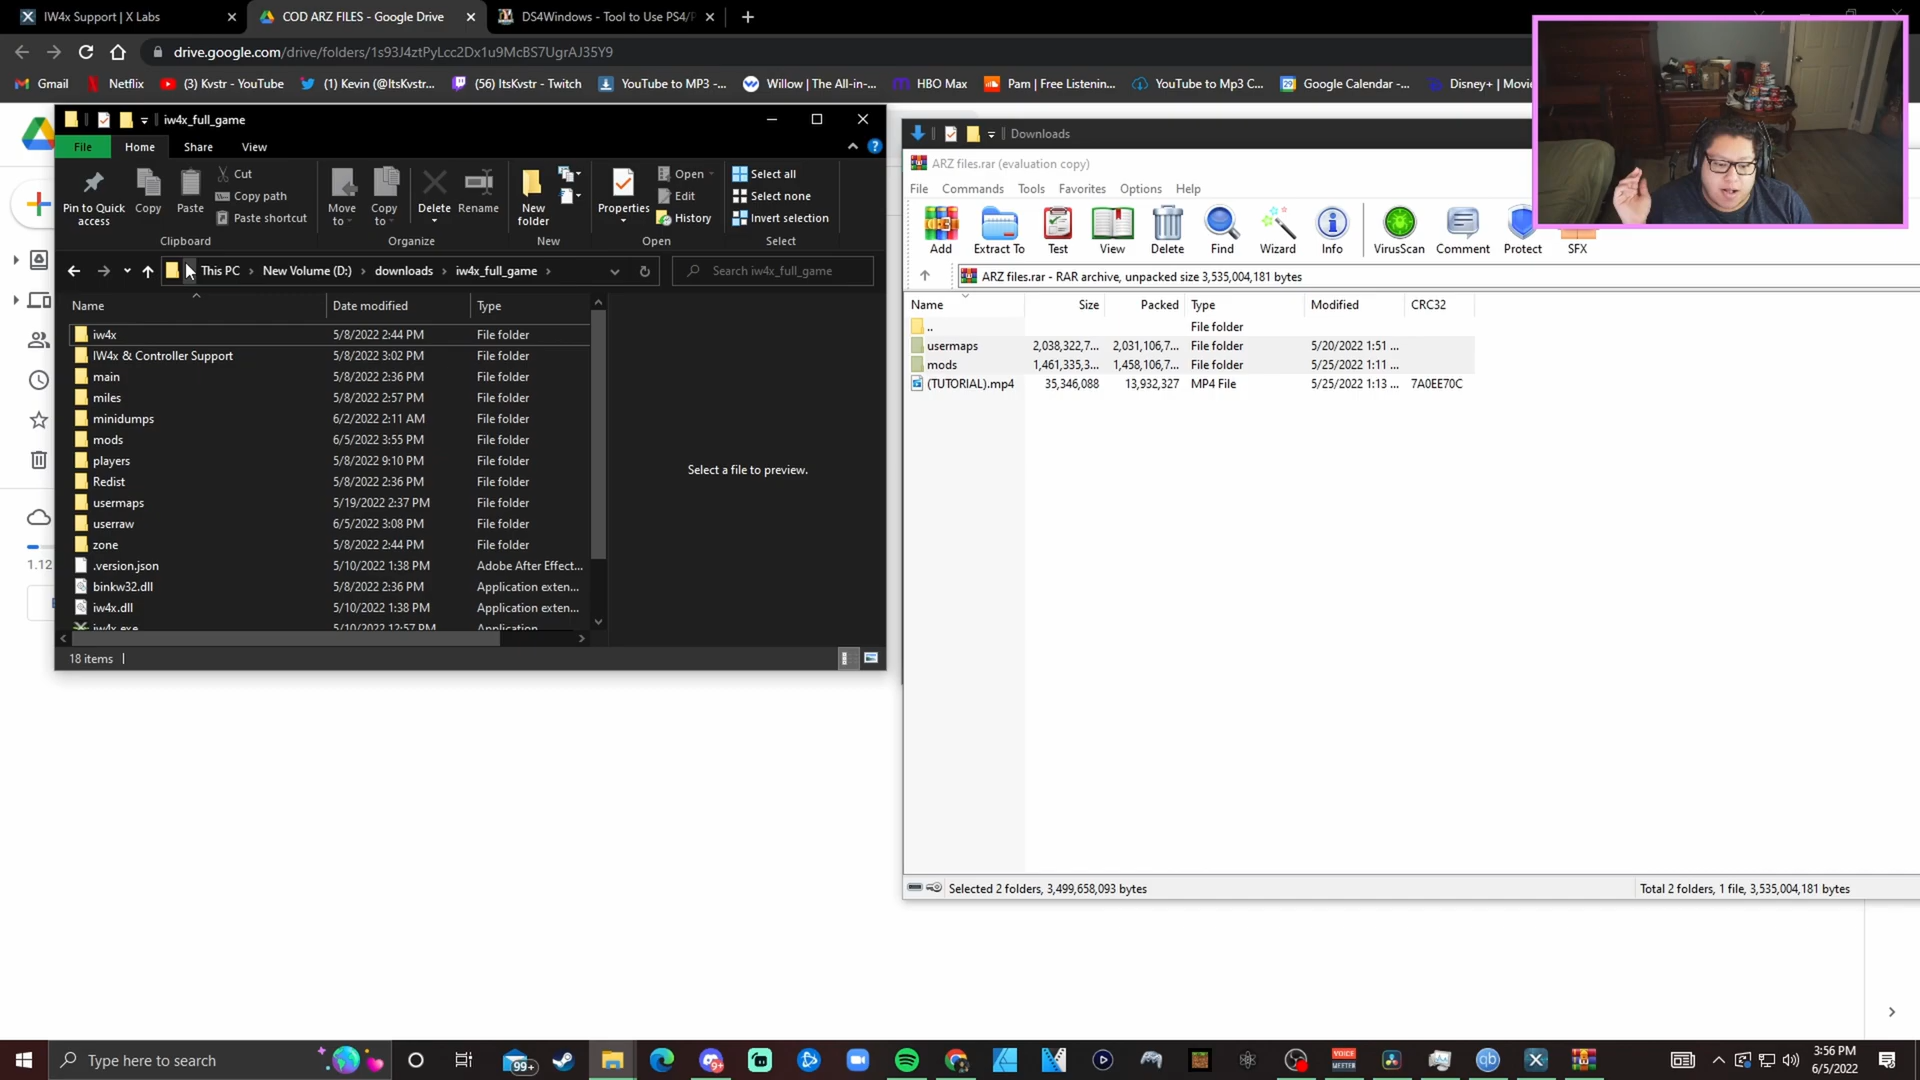 IW4x Support | X Labs
COD ARZ FILES - Google Drive
DS4Windows - Tool to Use PS4/P
drive.google.com/drive/folders/1s93J4ztPyLcc2Dx1u9McBS7UgrAJ35Y9
Gmail
Netflix
(3) Kvstr - YouTube
(1) Kevin (@ItsKvstr...
(56) ItsKvstr - Twitch
YouTube to MP3 -...
Willow | The All-in-...
HBO Max
Pam | Free Listenin...
YouTube to Mp3 C...
Google Calendar -...
Disney+ | Movi
iw4x_full_game
File
Home
Share
View
Pin to Quick access
Copy
Paste
Cut
Copy path
Paste shortcut
Clipboard
Move to
Copy to
Delete
Rename
Organize
New folder
New
Properties
Open
Edit
History
Open
Select all
Select none
Invert selection
Select
This PC > New Volume (D:) > downloads > iw4x_full_game >
Search iw4x_full_game
Name Date modified Type
iw4x 5/8/2022 2:44 PM File folder
IW4x & Controller Support 5/8/2022 3:02 PM File folder
main 5/8/2022 2:36 PM File folder
miles 5/8/2022 2:57 PM File folder
minidumps 6/2/2022 2:11 AM File folder
mods 6/5/2022 3:55 PM File folder
players 5/8/2022 9:10 PM File folder
Redist 5/8/2022 2:36 PM File folder
usermaps 5/19/2022 2:37 PM File folder
userraw 6/5/2022 3:08 PM File folder
zone 5/8/2022 2:44 PM File folder
.version.json 5/10/2022 1:38 PM Adobe After Effect...
binkw32.dll 5/8/2022 2:36 PM Application exten...
iw4x.dll 5/10/2022 1:38 PM Application exten...
iw4x.exe 5/10/2022 12:57 PM Application
Select a file to preview.
18 items
1.12
Downloads
ARZ files.rar (evaluation copy)
File Commands Tools Favorites Options Help
Add
Extract To
Test
View
Delete
Find
Wizard
Info
VirusScan
Comment
Protect
SFX
ARZ files.rar - RAR archive, unpacked size 3,535,004,181 bytes
Name Size Packed Type Modified CRC32
.. File folder
usermaps 2,038,322,7... 2,031,106,7... File folder 5/20/2022 1:51 ...
mods 1,461,335,3... 1,458,106,7... File folder 5/25/2022 1:11 ...
(TUTORIAL).mp4 35,346,088 13,932,327 MP4 File 5/25/2022 1:13 ... 7A0EE70C
Selected 2 folders, 3,499,658,093 bytes
Total 2 folders, 1 file, 3,535,004,181 bytes
Type here to search
99+
9+
VOICE MEETER
qb
3:56 PM
6/5/2022